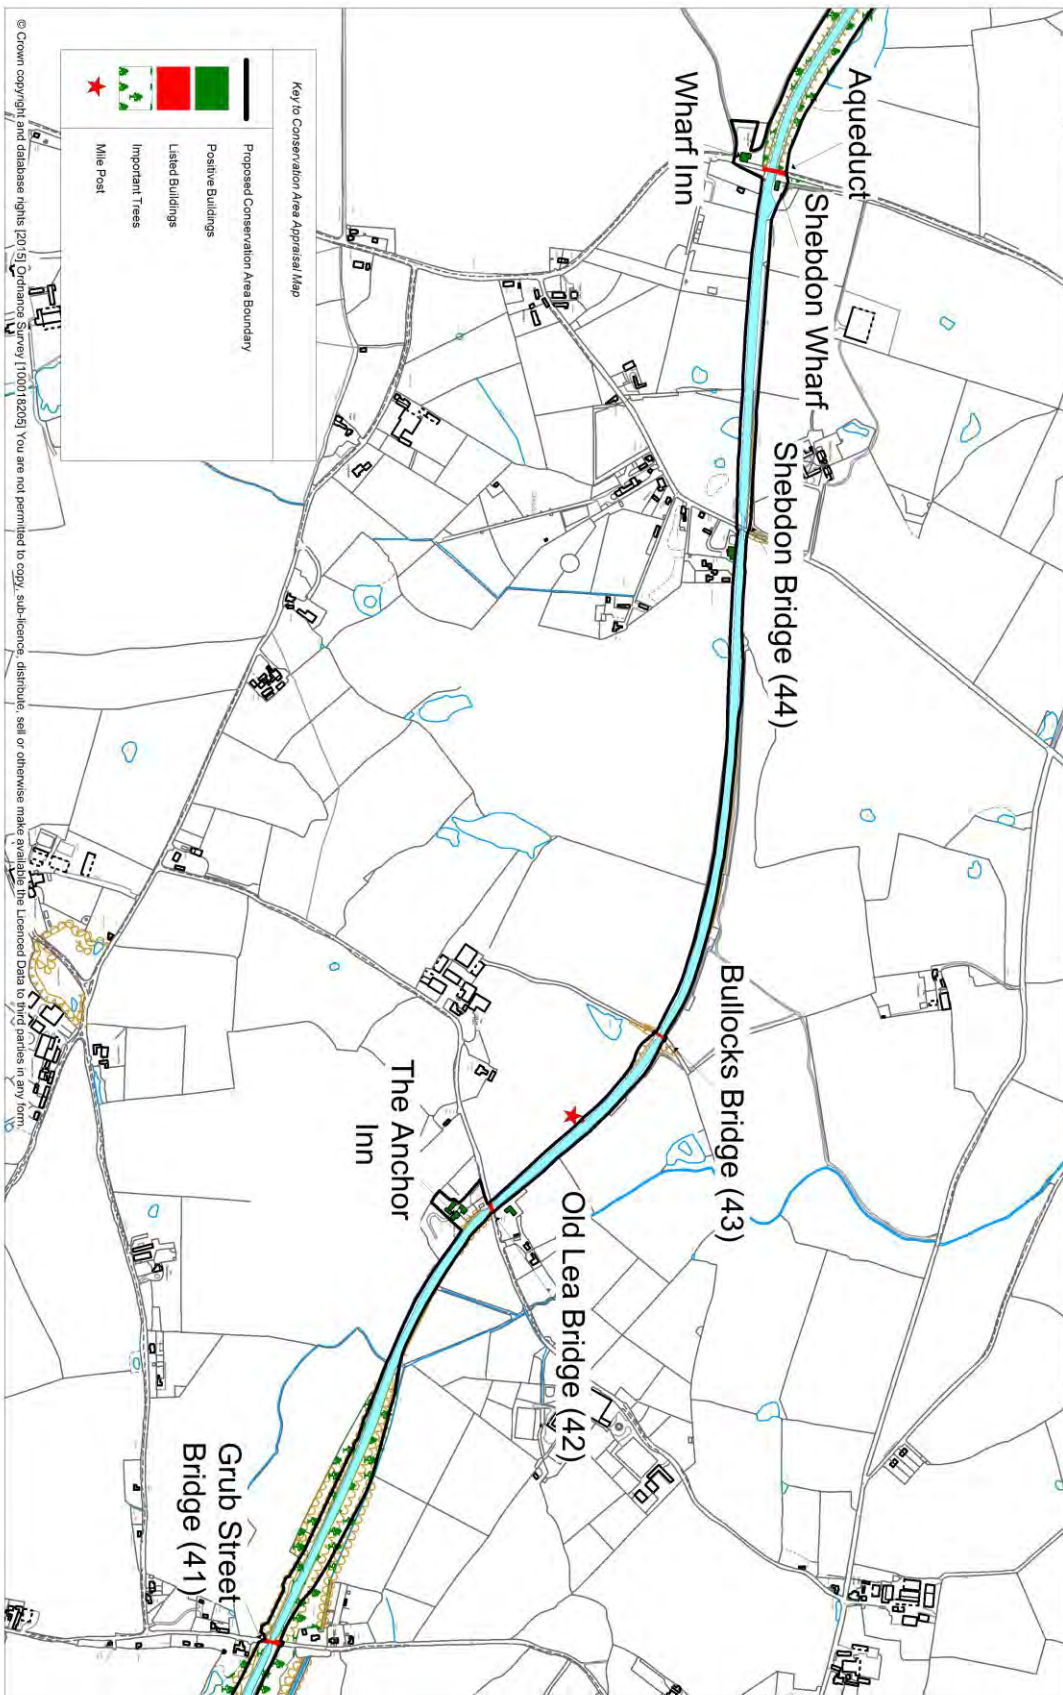 Aqueduct
Wharf Inn
Shebdon Wharf
Shebdon Bridge (44)
Bullocks Bridge (43)
Old Lea Bridge (42)
The Anchor
Inn
Grub Street
Bridge (41)
Key to Conservation Area Appraisal Map
Proposed Conservation Area Boundary
Positive Buildings
Listed Buildings
Important Trees
Mile Post
© Crown copyright and database rights [2015] Ordnance Survey [100018205] You are not permitted to copy, sub-licence, distribute, sell or otherwise make available the Licenced Data to third parties in any form.